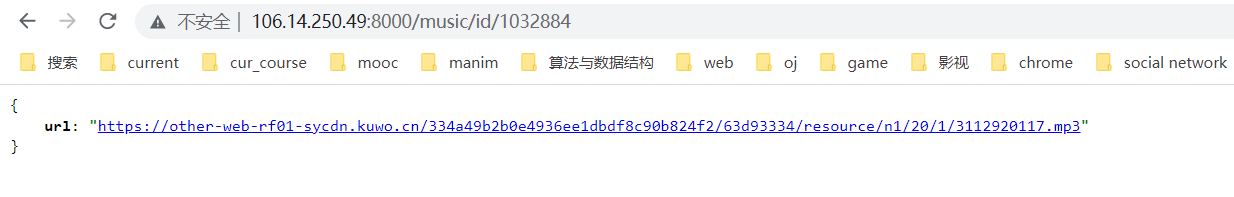 不安全 | 106.14.250.49:8000/music/id/1032884
搜索 current cur_course mooc manim 算法与数据结构 web oj game 影视 chrome social network
{
url: "https://other-web-rf01-sycdn.kuwo.cn/334a49b2b0e4936ee1dbdf8c90b824f2/63d93334/resource/n1/20/1/3112920117.mp3"
}